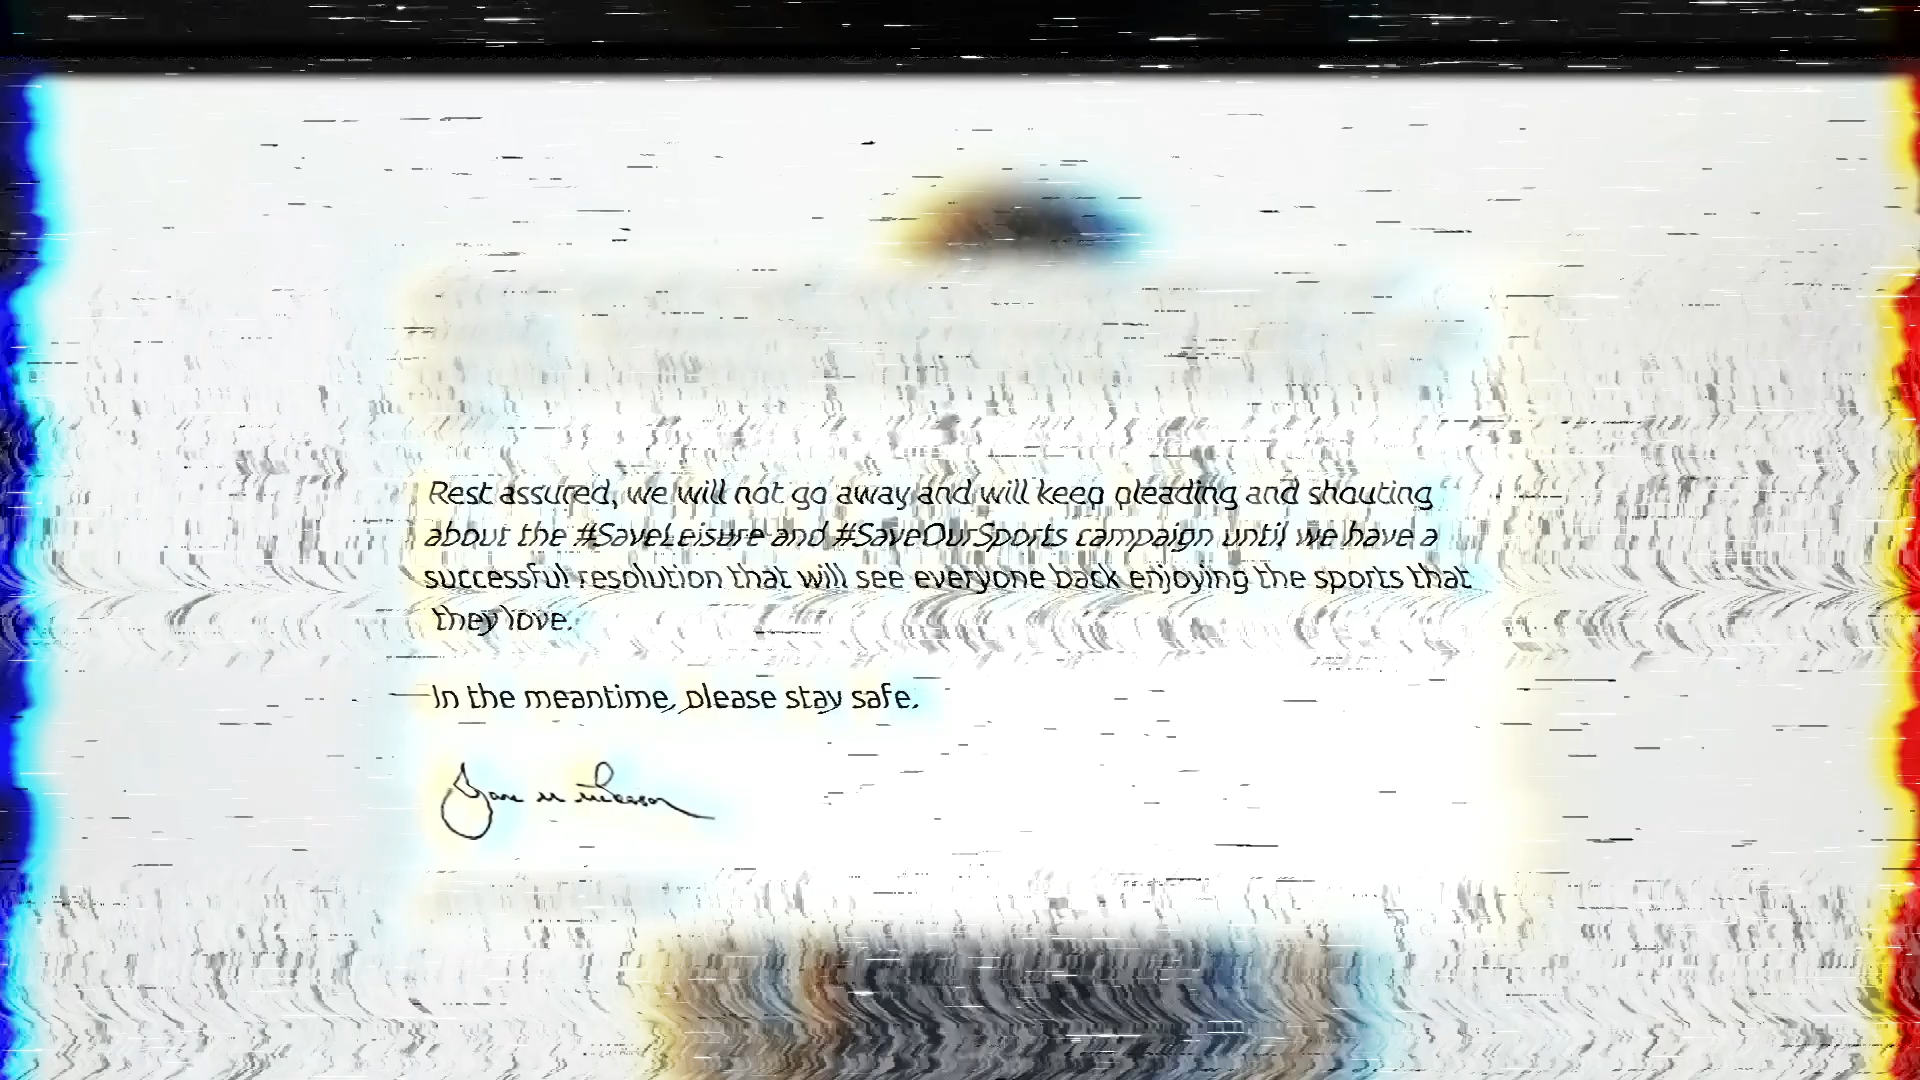 Rest assured, we will not go away and will keep pleading and shouting
about the #SaveLeisure and #SaveOurSports campaign until we have a
successful resolution that will see everyone back enjoying the sports that
they love.
In the meantime, please stay safe.